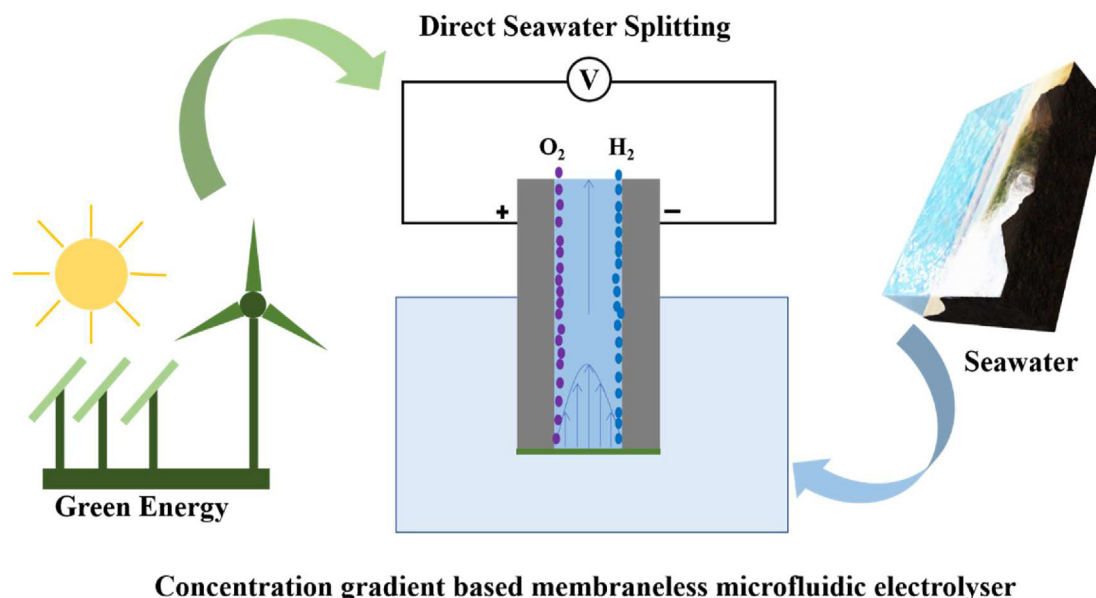 Direct Seawater Splitting
V
O₂ H₂
+ −
Seawater
Green Energy
Concentration gradient based membraneless microfluidic electrolyser